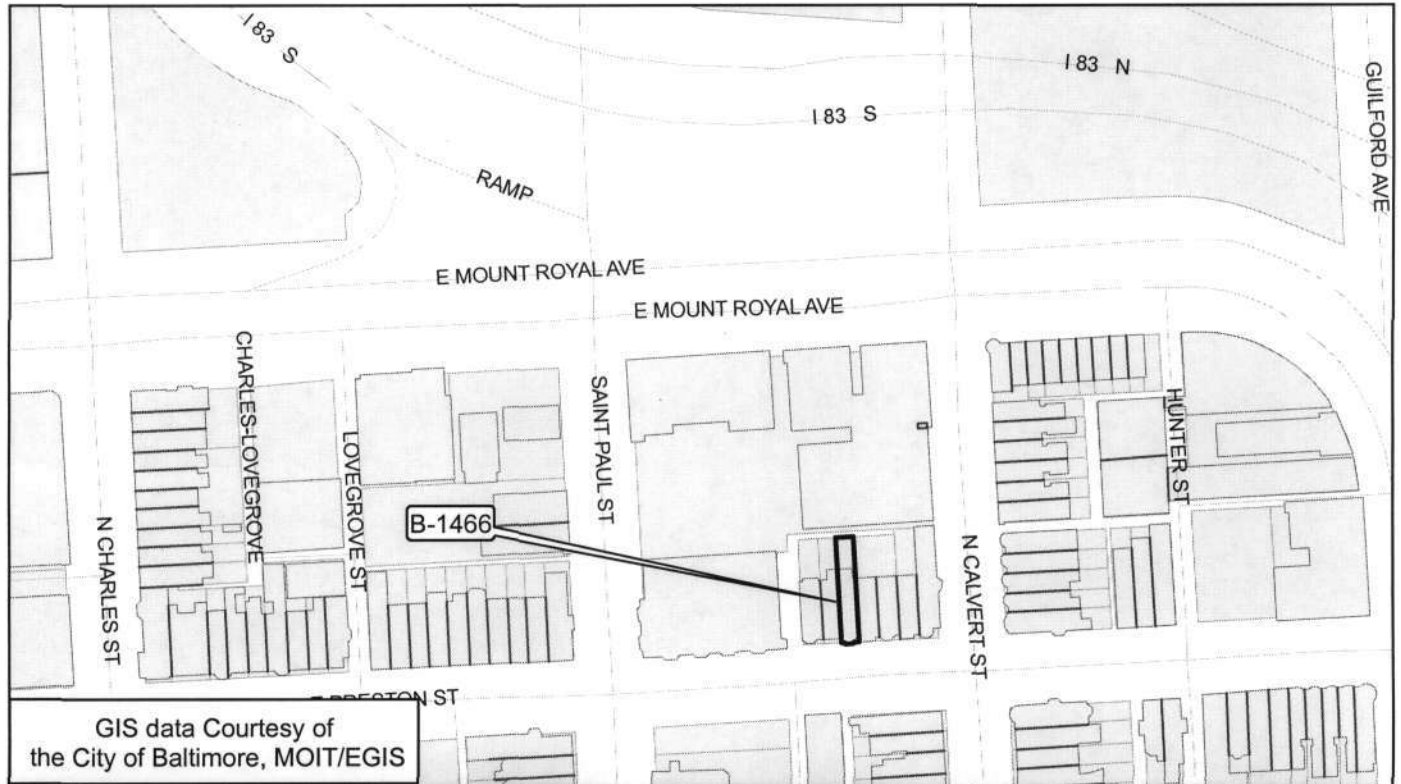 I 83 S
I 83 N
I 83 S
GUILFORD AVE
RAMP
E MOUNT ROYAL AVE
E MOUNT ROYAL AVE
CHARLES-LOVEGROVE
LOVEGROVE ST
SAINT PAUL ST
HUNTER ST
B-1466
N CHARLES ST
N CALVERT ST
E PRESTON ST
GIS data Courtesy of
the City of Baltimore, MOIT/EGIS